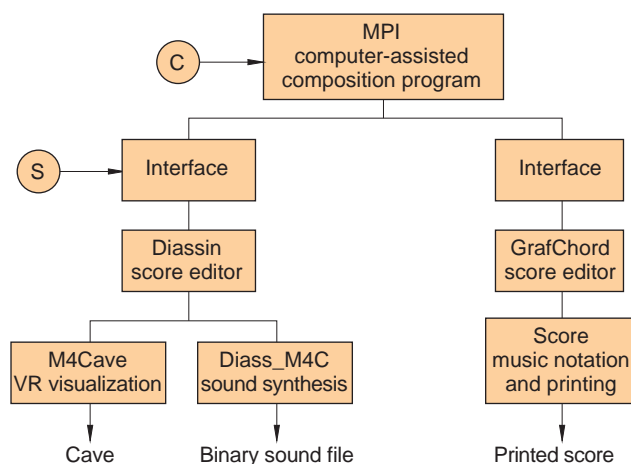 MPI
computer-assisted
composition program
C
S
Interface
Interface
Diassin
score editor
GrafChord
score editor
M4Cave
VR visualization
Diass_M4C
sound synthesis
Score
music notation
and printing
Cave
Binary sound file
Printed score